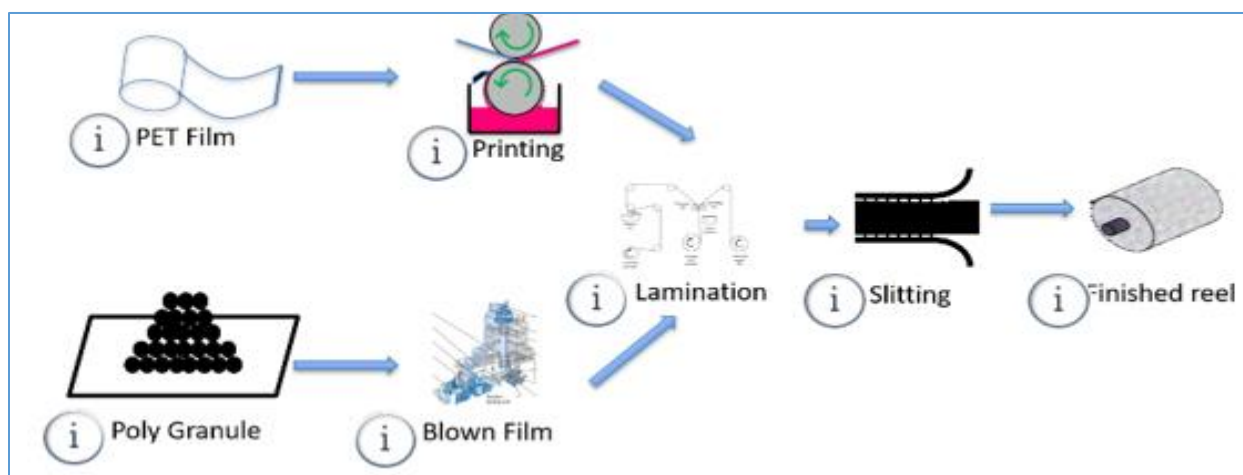 i PET Film
i Printing
i Lamination
i Slitting
i Finished reel
i Poly Granule
i Blown Film